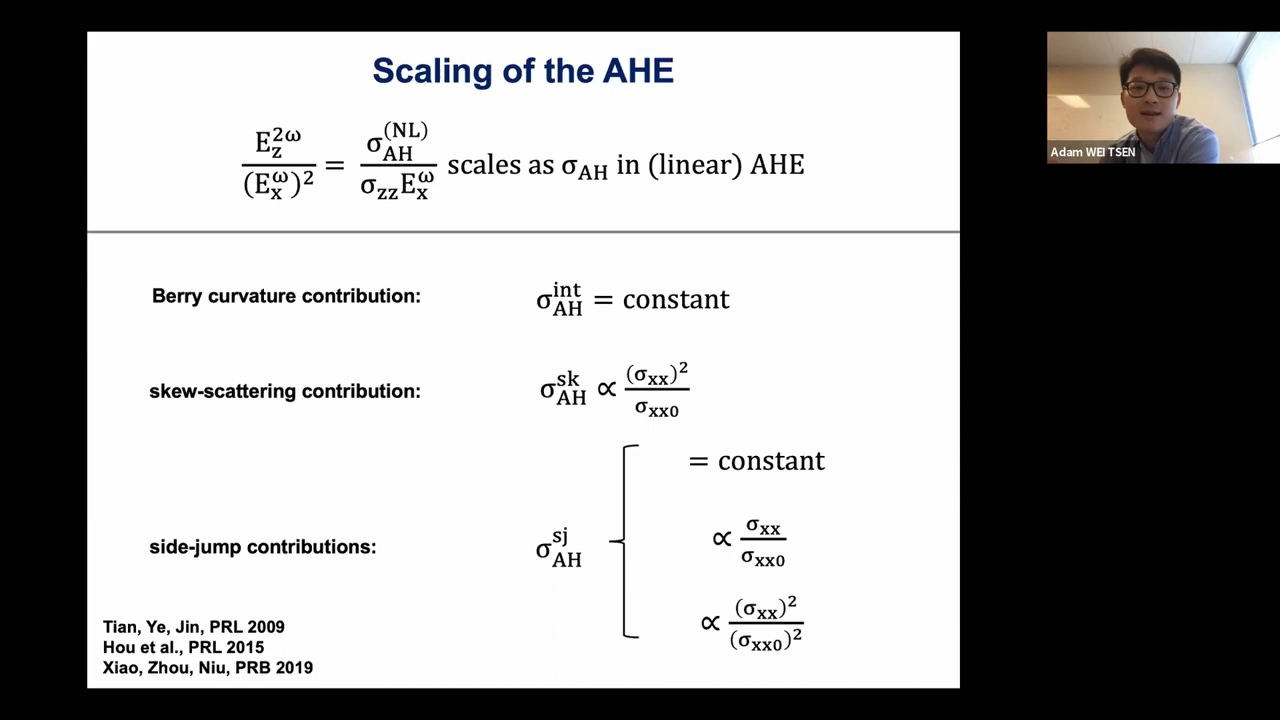 Scaling of the AHE
E_z^{2ω} / (E_x^ω)^2 = σ_AH^{(NL)} / σ_zz E_x^ω scales as σ_AH in (linear) AHE
Berry curvature contribution: σ_AH^{int} = constant
skew-scattering contribution: σ_AH^{sk} ∝ (σ_xx)^2 / σ_xx0
side-jump contributions: σ_AH^{sj}
= constant
∝ σ_xx / σ_xx0
∝ (σ_xx)^2 / (σ_xx0)^2
Tian, Ye, Jin, PRL 2009
Hou et al., PRL 2015
Xiao, Zhou, Niu, PRB 2019
Adam WEI TSEN